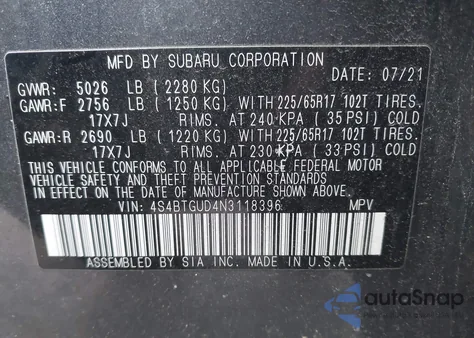 MFD BY SUBARU CORPORATION
DATE: 07/21
GVWR: 5026 LB (2280 KG)
GAWR:F 2756 LB (1250 KG) WITH 225/65R17 102T TIRES.
17X7J RIMS. AT 240 KPA (35 PSI) COLD
GAWR:R 2690 LB (1220 KG) WITH 225/65R17 102T TIRES.
17X7J RIMS. AT 230 KPA (33 PSI) COLD
THIS VEHICLE CONFORMS TO ALL APPLICABLE FEDERAL MOTOR
VEHICLE SAFETY AND THEFT PREVENTION STANDARDS
IN EFFECT ON THE DATE OF MANUFACTURE SHOWN ABOVE.
VIN: 4S4BTGUD4N3118396 MPV
ASSEMBLED BY SIA INC. MADE IN U.S.A.
autoSnap
Powered by AutoBidMaster